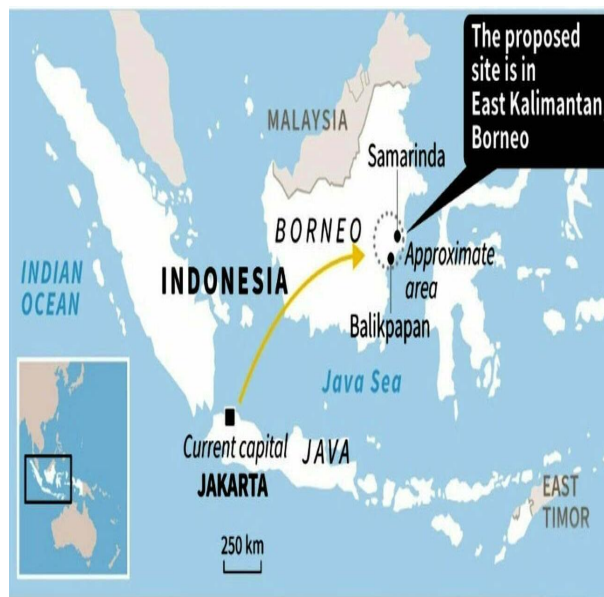 The proposed
site is in
East Kalimantan
Borneo
MALAYSIA
Samarinda
BORNEO
Approximate
area
INDIAN
OCEAN
INDONESIA
Balikpapan
Java Sea
Current capital
JAKARTA
JAVA
EAST
TIMOR
250 km